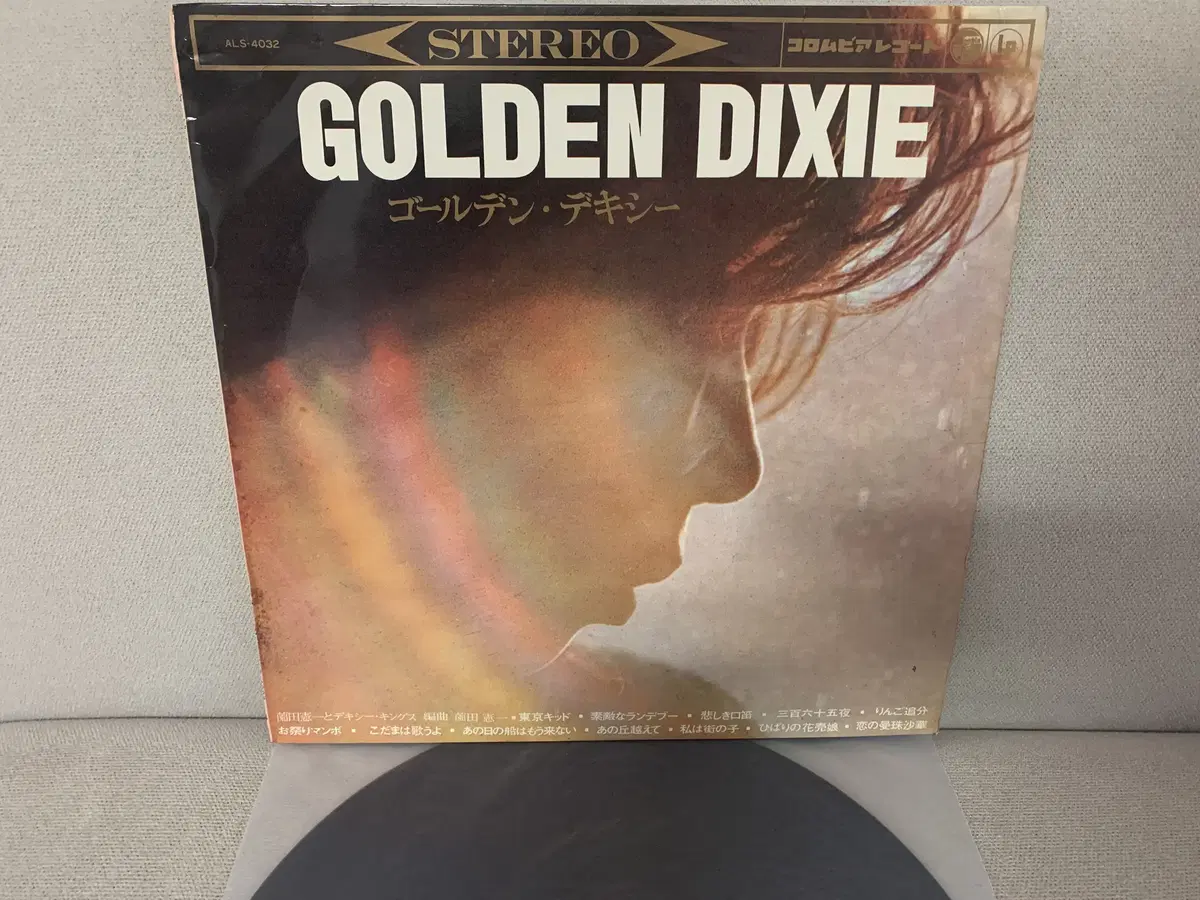 ALS-4032
STEREO
コロムビアレコード
Lp
GOLDEN DIXIE
ゴールデン・デキシー
薗田憲一とデキシー・キングス 編曲 薗田 憲一・東京キッド・素敵なランデブー・悲しき口笛・三百六十五夜・りんご追分
お祭りマンボ・こだまは歌うよ・あの日の船はもう来ない・あの丘越えて・私は街の子・ひばりの花売娘・恋の曼珠沙華